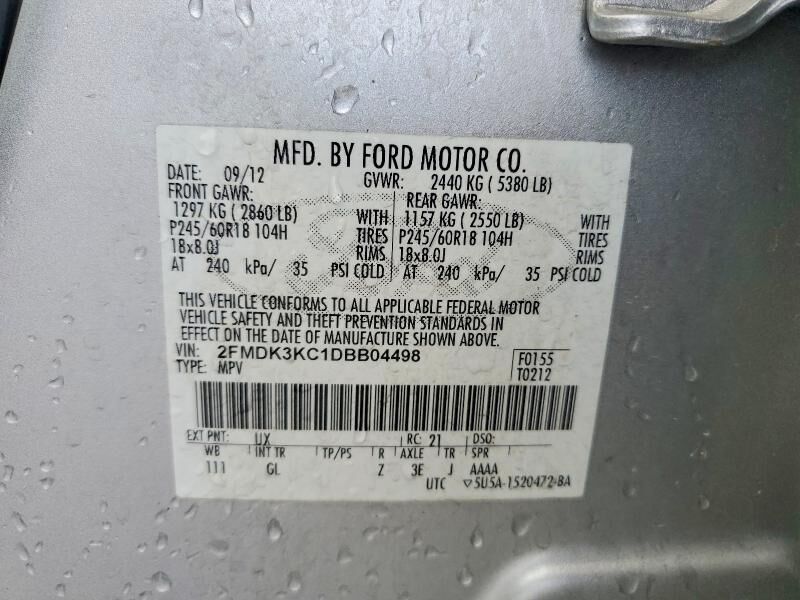 MFD. BY FORD MOTOR CO.
DATE: 09/12 GVWR: 2440 KG ( 5380 LB)
FRONT GAWR: REAR GAWR:
1297 KG ( 2860 LB) WITH 1157 KG ( 2550 LB) WITH
P245/60R18 104H TIRES P245/60R18 104H TIRES
18x8.0J RIMS 18x8.0J RIMS
AT 240 kPa/ 35 PSI COLD AT 240 kPa/ 35 PSI COLD
THIS VEHICLE CONFORMS TO ALL APPLICABLE FEDERAL MOTOR
VEHICLE SAFETY AND THEFT PREVENTION STANDARDS IN
EFFECT ON THE DATE OF MANUFACTURE SHOWN ABOVE.
VIN: 2FMDK3KC1DBB04498 F0155
TYPE: MPV T0212
EXT PNT: UX RC: 21 DSO:
WB INT TR TP/PS R AXLE TR SPR
111 GL Z 3E J AAAA
UTC ▽5U5A-1520472-BA